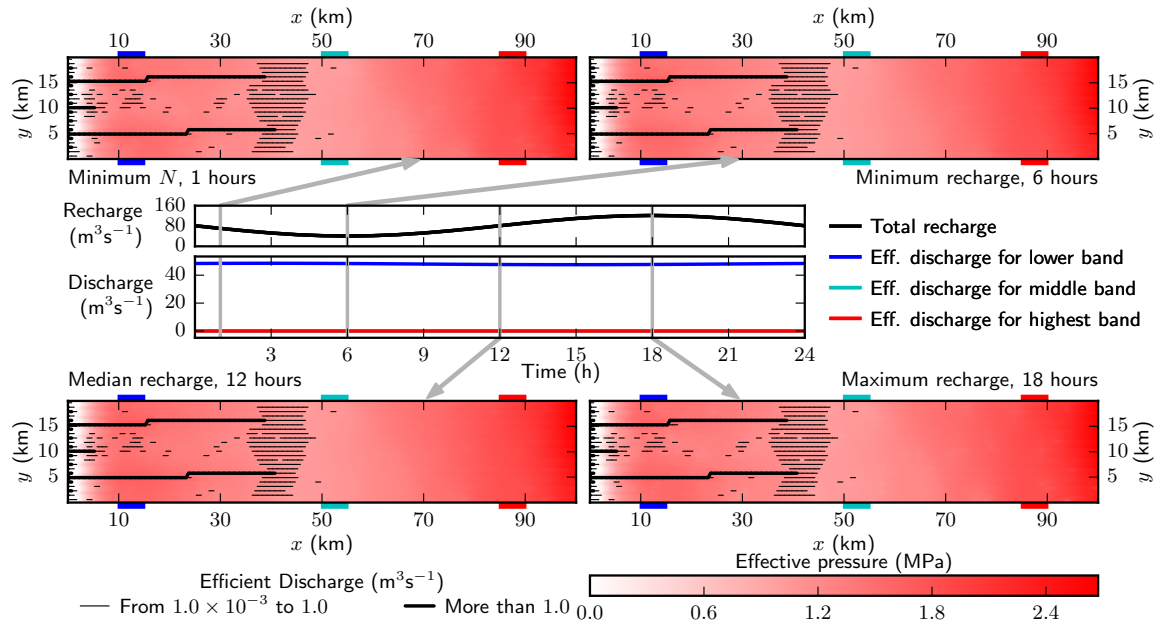 x (km) x (km)
10 30 50 70 90 10 30 50 70 90
y (km) 15 10 5
15 10 5 y (km)
Minimum N, 1 hours
Minimum recharge, 6 hours
Recharge (m³s⁻¹)
160
80
0
Discharge (m³s⁻¹)
40
0
3 6 9 12 15 18 21 24
Time (h)
Total recharge
Eff. discharge for lower band
Eff. discharge for middle band
Eff. discharge for highest band
Median recharge, 12 hours
Maximum recharge, 18 hours
y (km) 15 10 5
15 10 5 y (km)
10 30 50 70 90 10 30 50 70 90
x (km) x (km)
Efficient Discharge (m³s⁻¹)
From 1.0 × 10⁻³ to 1.0 More than 1.0
Effective pressure (MPa)
0.0 0.6 1.2 1.8 2.4